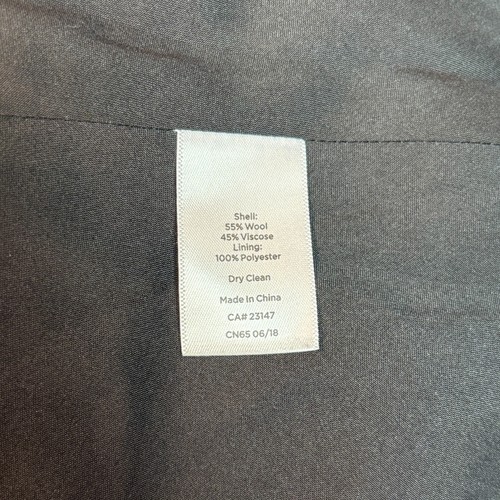 Shell:
55% Wool
45% Viscose
Lining:
100% Polyester
Dry Clean
Made In China
CA# 23147
CN65 06/18